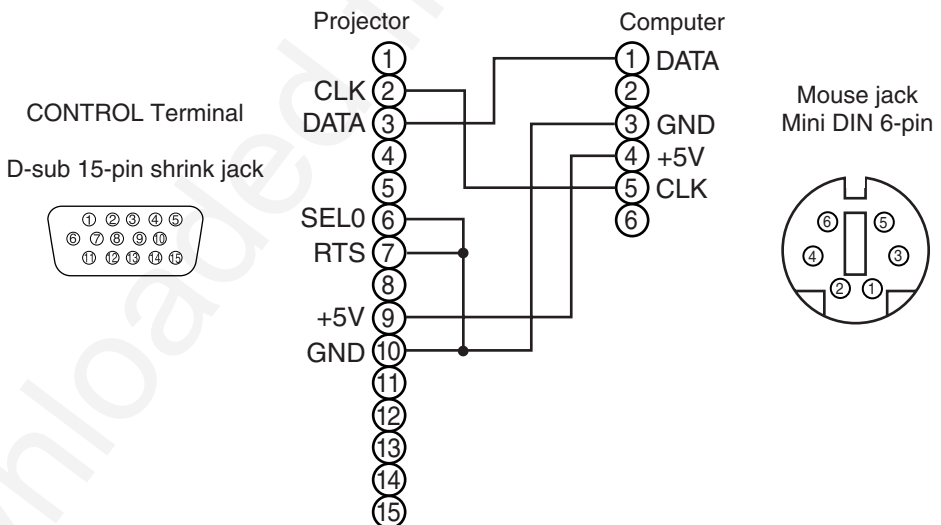 Projector
Computer
CONTROL Terminal
D-sub 15-pin shrink jack
① ② ③ ④ ⑤
⑥ ⑦ ⑧ ⑨ ⑩
⑪ ⑫ ⑬ ⑭ ⑮
1
CLK 2
DATA 3
4
5
SEL0 6
RTS 7
8
+5V 9
GND 10
11
12
13
14
15
1 DATA
2
3 GND
4 +5V
5 CLK
6
Mouse jack
Mini DIN 6-pin
6 5
4 3
2 1
nloaded